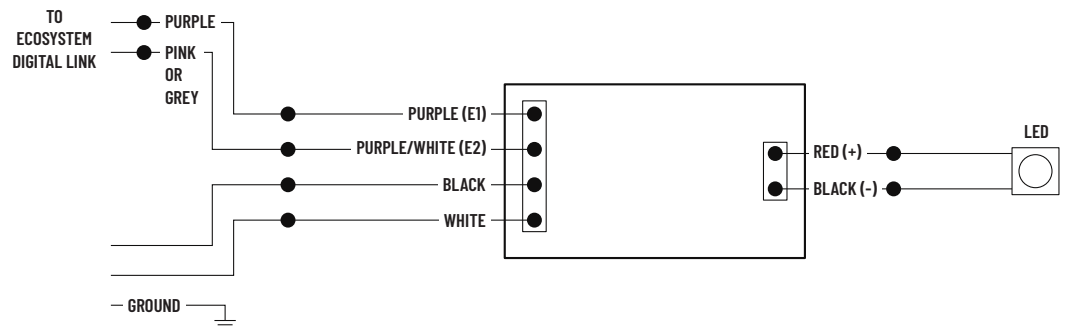 TO
ECOSYSTEM
DIGITAL LINK
PURPLE
PINK
OR
GREY
PURPLE (E1)
PURPLE/WHITE (E2)
BLACK
WHITE
GROUND
RED (+)
BLACK (-)
LED